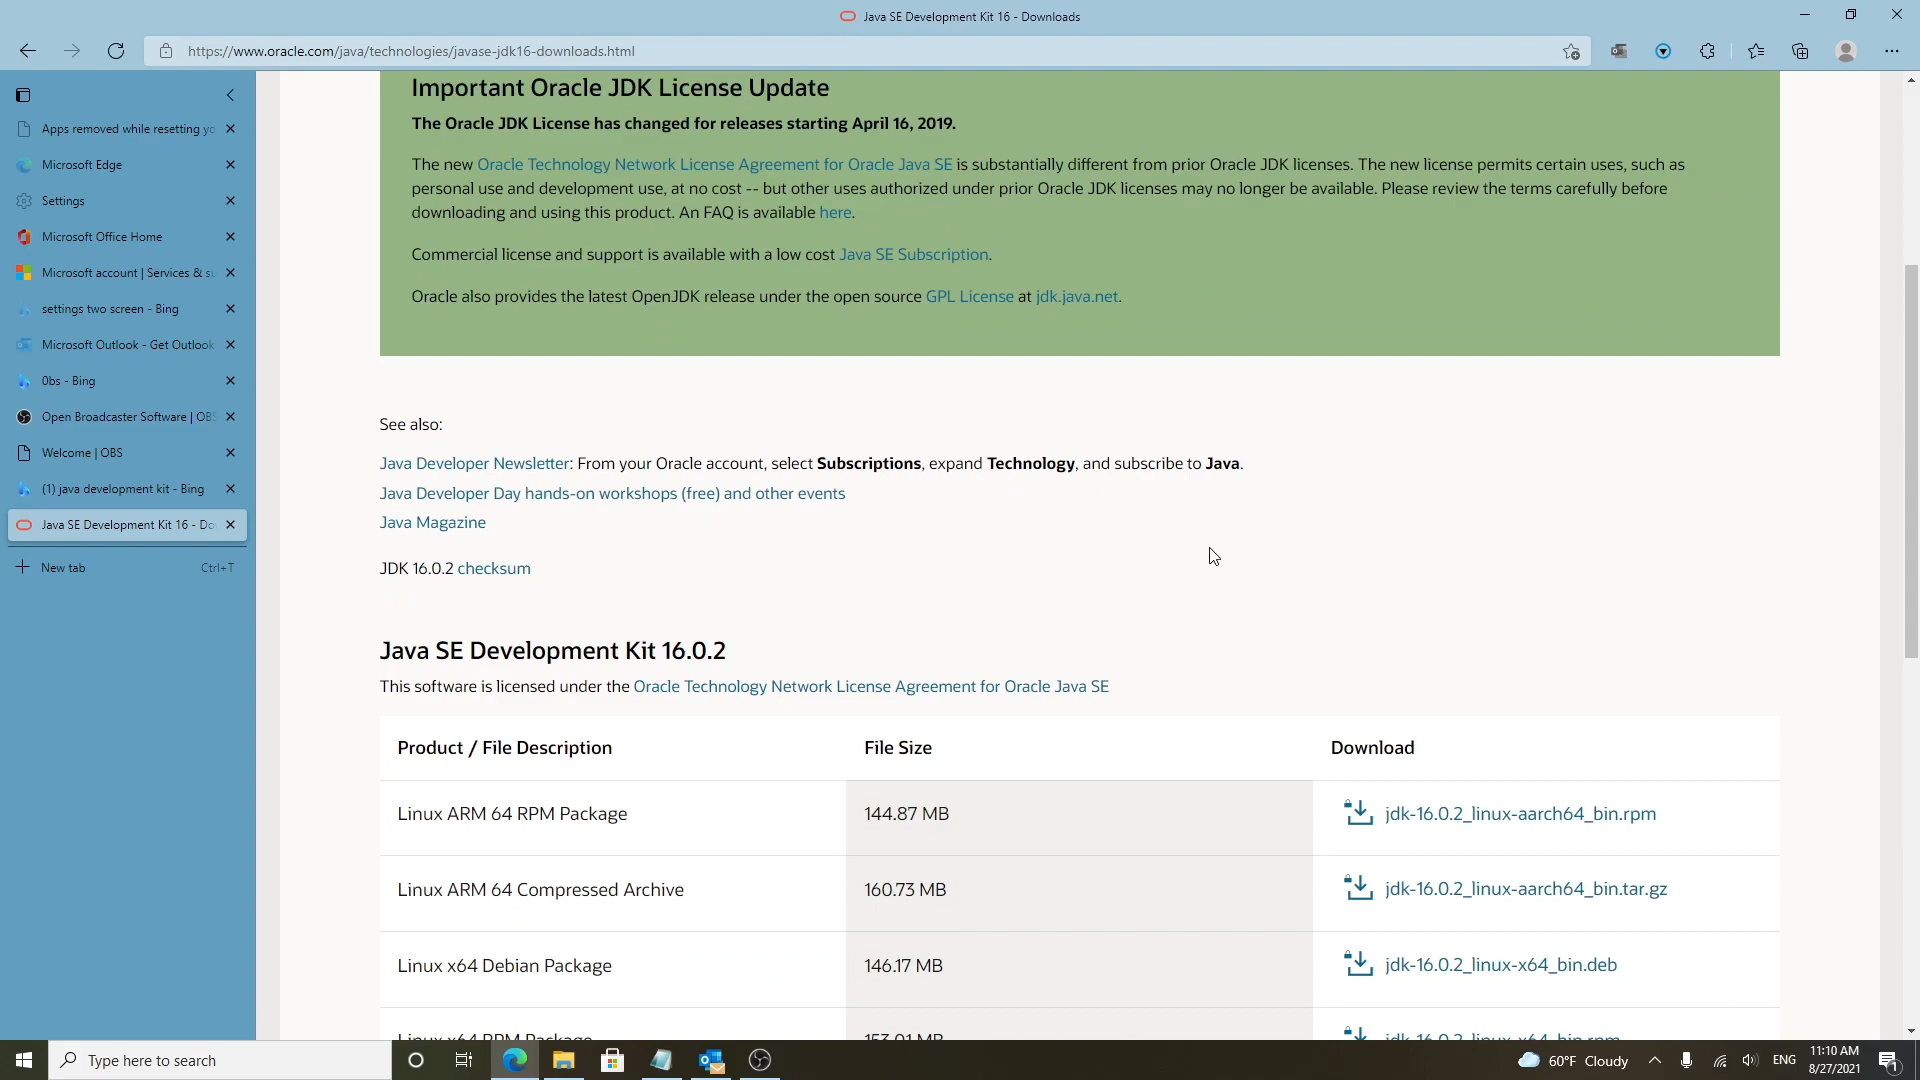 Java SE Development Kit 16 - Downloads
https://www.oracle.com/java/technologies/javase-jdk16-downloads.html
Apps removed while resetting yo
Microsoft Edge
Settings
Microsoft Office Home
Microsoft account | Services & su
settings two screen - Bing
Microsoft Outlook - Get Outlook
0bs - Bing
Open Broadcaster Software | OBS
Welcome | OBS
(1) java development kit - Bing
Java SE Development Kit 16 - Do
New tab Ctrl+T
Important Oracle JDK License Update
The Oracle JDK License has changed for releases starting April 16, 2019.
The new Oracle Technology Network License Agreement for Oracle Java SE is substantially different from prior Oracle JDK licenses. The new license permits certain uses, such as
personal use and development use, at no cost -- but other uses authorized under prior Oracle JDK licenses may no longer be available. Please review the terms carefully before
downloading and using this product. An FAQ is available here.
Commercial license and support is available with a low cost Java SE Subscription.
Oracle also provides the latest OpenJDK release under the open source GPL License at jdk.java.net.
See also:
Java Developer Newsletter: From your Oracle account, select Subscriptions, expand Technology, and subscribe to Java.
Java Developer Day hands-on workshops (free) and other events
Java Magazine
JDK 16.0.2 checksum
Java SE Development Kit 16.0.2
This software is licensed under the Oracle Technology Network License Agreement for Oracle Java SE
Product / File Description File Size Download
Linux ARM 64 RPM Package 144.87 MB jdk-16.0.2_linux-aarch64_bin.rpm
Linux ARM 64 Compressed Archive 160.73 MB jdk-16.0.2_linux-aarch64_bin.tar.gz
Linux x64 Debian Package 146.17 MB jdk-16.0.2_linux-x64_bin.deb
Linux x64 RPM Package 153.01 MB jdk-16.0.2_linux-x64_bin.rpm
Type here to search
60°F Cloudy
ENG
11:10 AM
8/27/2021
1